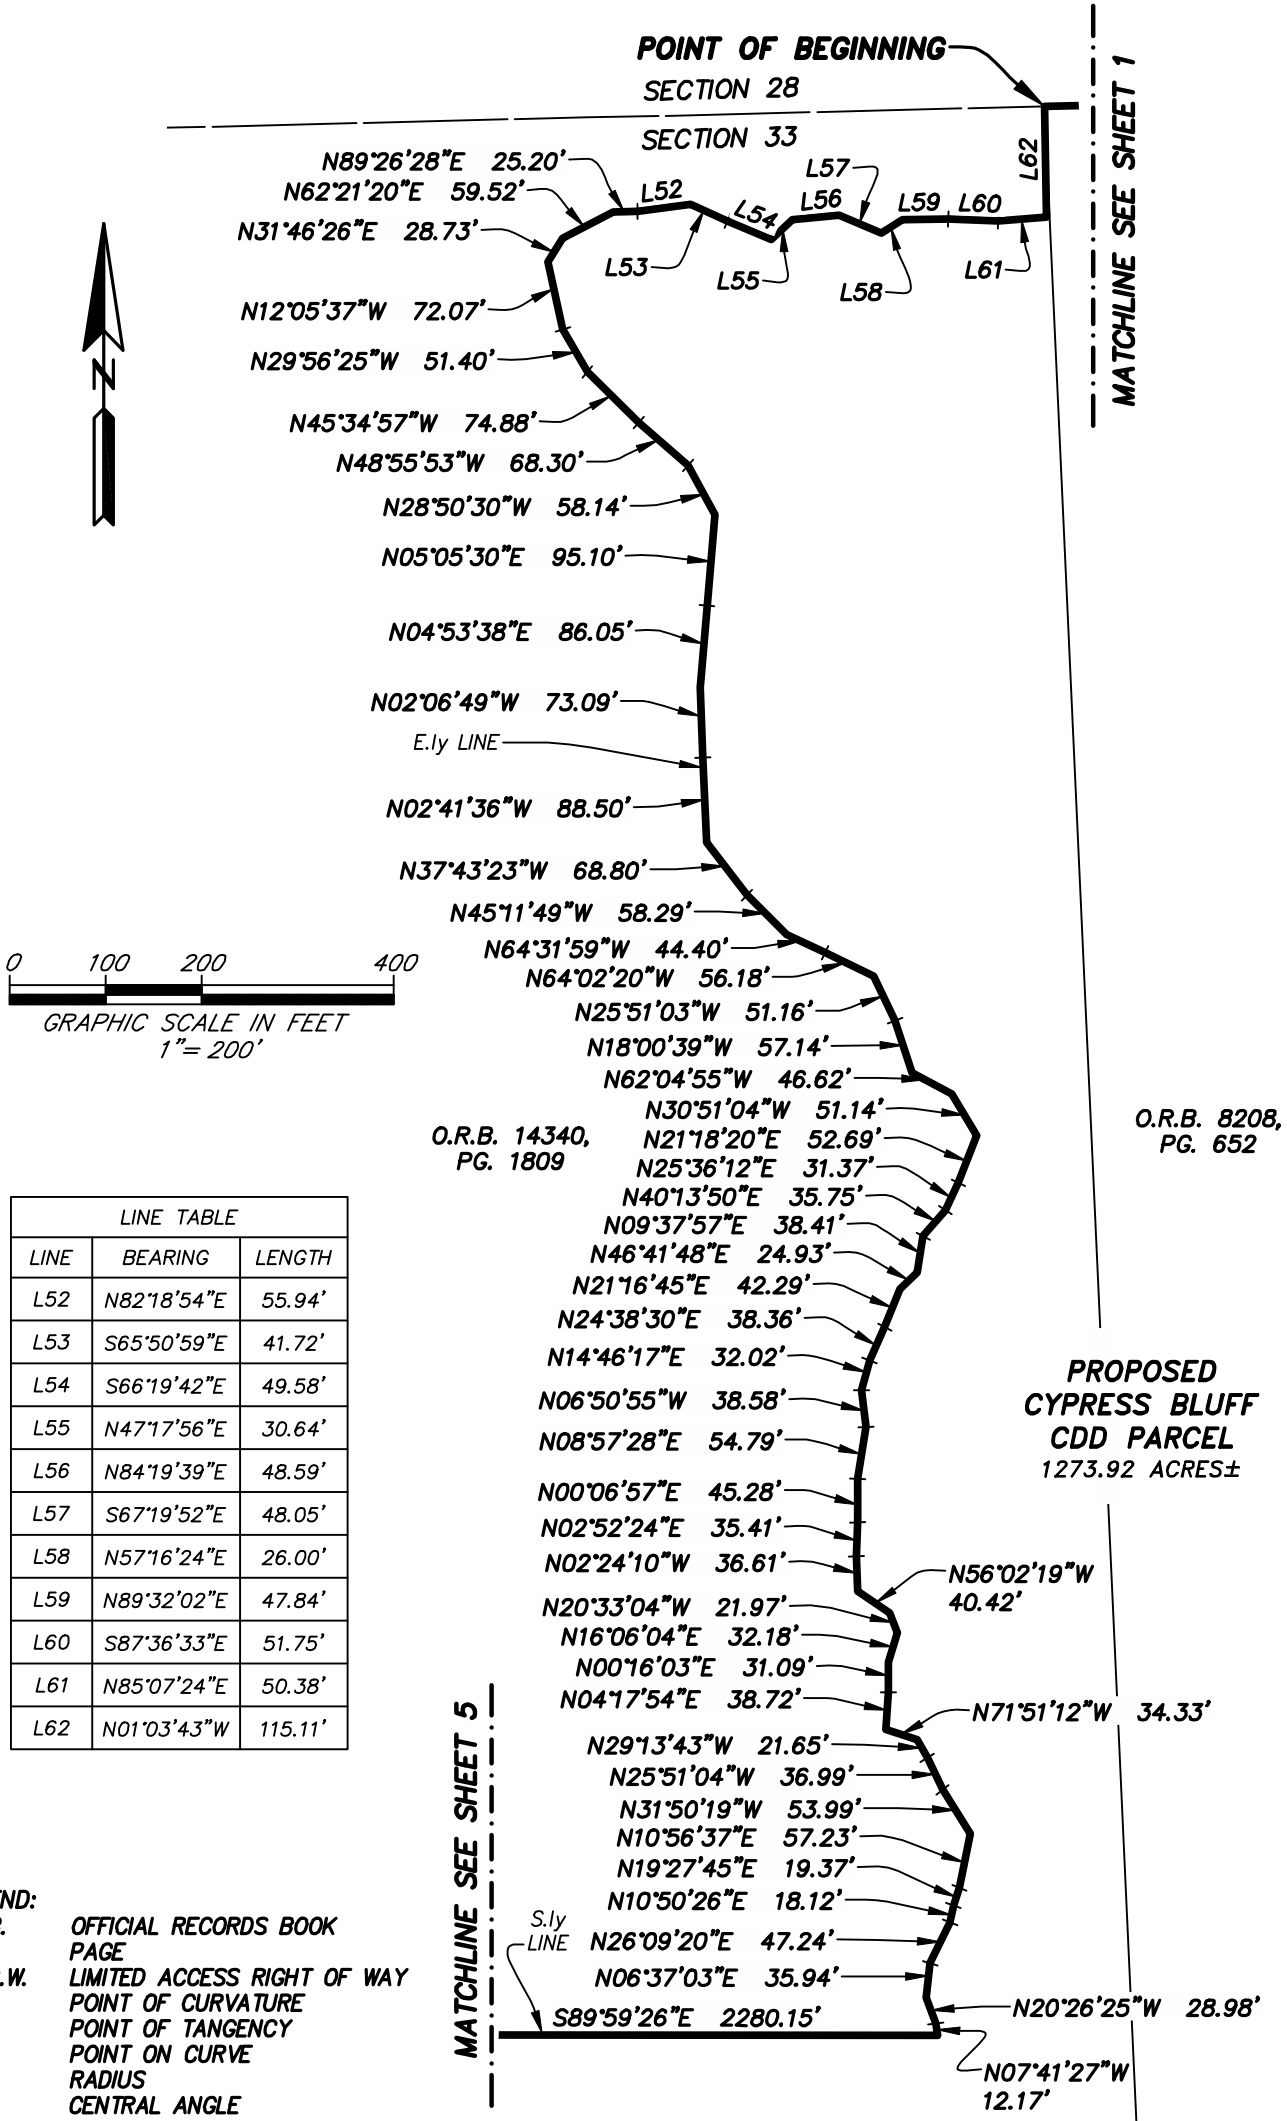 POINT OF BEGINNING
SECTION 28
SECTION 33
MATCHLINE SEE SHEET 1
L62
N89°26'28"E 25.20'
N62°21'20"E 59.52'
N31°46'26"E 28.73'
L52
L53
L54
L55
L56
L57
L58
L59
L60
L61
N
N12°05'37"W 72.07'
N29°56'25"W 51.40'
N45°34'57"W 74.88'
N48°55'53"W 68.30'
N28°50'30"W 58.14'
N05°05'30"E 95.10'
N04°53'38"E 86.05'
N02°06'49"W 73.09'
E.ly LINE
N02°41'36"W 88.50'
N37°43'23"W 68.80'
N45°11'49"W 58.29'
N64°31'59"W 44.40'
N64°02'20"W 56.18'
N25°51'03"W 51.16'
N18°00'39"W 57.14'
N62°04'55"W 46.62'
N30°51'04"W 51.14'
N21°18'20"E 52.69'
N25°36'12"E 31.37'
N40°13'50"E 35.75'
N09°37'57"E 38.41'
N46°41'48"E 24.93'
N21°16'45"E 42.29'
N24°38'30"E 38.36'
N14°46'17"E 32.02'
N06°50'55"W 38.58'
N08°57'28"E 54.79'
N00°06'57"E 45.28'
N02°52'24"E 35.41'
N02°24'10"W 36.61'
N56°02'19"W
40.42'
N20°33'04"W 21.97'
N16°06'04"E 32.18'
N00°16'03"E 31.09'
N04°17'54"E 38.72'
N71°51'12"W 34.33'
N29°13'43"W 21.65'
N25°51'04"W 36.99'
N31°50'19"W 53.99'
N10°56'37"E 57.23'
N19°27'45"E 19.37'
N10°50'26"E 18.12'
N26°09'20"E 47.24'
N06°37'03"E 35.94'
N20°26'25"W 28.98'
N07°41'27"W
12.17'
S.ly
LINE
S89°59'26"E 2280.15'
MATCHLINE SEE SHEET 5
0 100 200 400
GRAPHIC SCALE IN FEET
1"= 200'
O.R.B. 14340,
PG. 1809
O.R.B. 8208,
PG. 652
PROPOSED
CYPRESS BLUFF
CDD PARCEL
1273.92 ACRES±
LINE TABLE
LINE BEARING LENGTH
L52 N82°18'54"E 55.94'
L53 S65°50'59"E 41.72'
L54 S66°19'42"E 49.58'
L55 N47°17'56"E 30.64'
L56 N84°19'39"E 48.59'
L57 S67°19'52"E 48.05'
L58 N57°16'24"E 26.00'
L59 N89°32'02"E 47.84'
L60 S87°36'33"E 51.75'
L61 N85°07'24"E 50.38'
L62 N01°03'43"W 115.11'
ND:
OFFICIAL RECORDS BOOK
PAGE
.W. LIMITED ACCESS RIGHT OF WAY
POINT OF CURVATURE
POINT OF TANGENCY
POINT ON CURVE
RADIUS
CENTRAL ANGLE